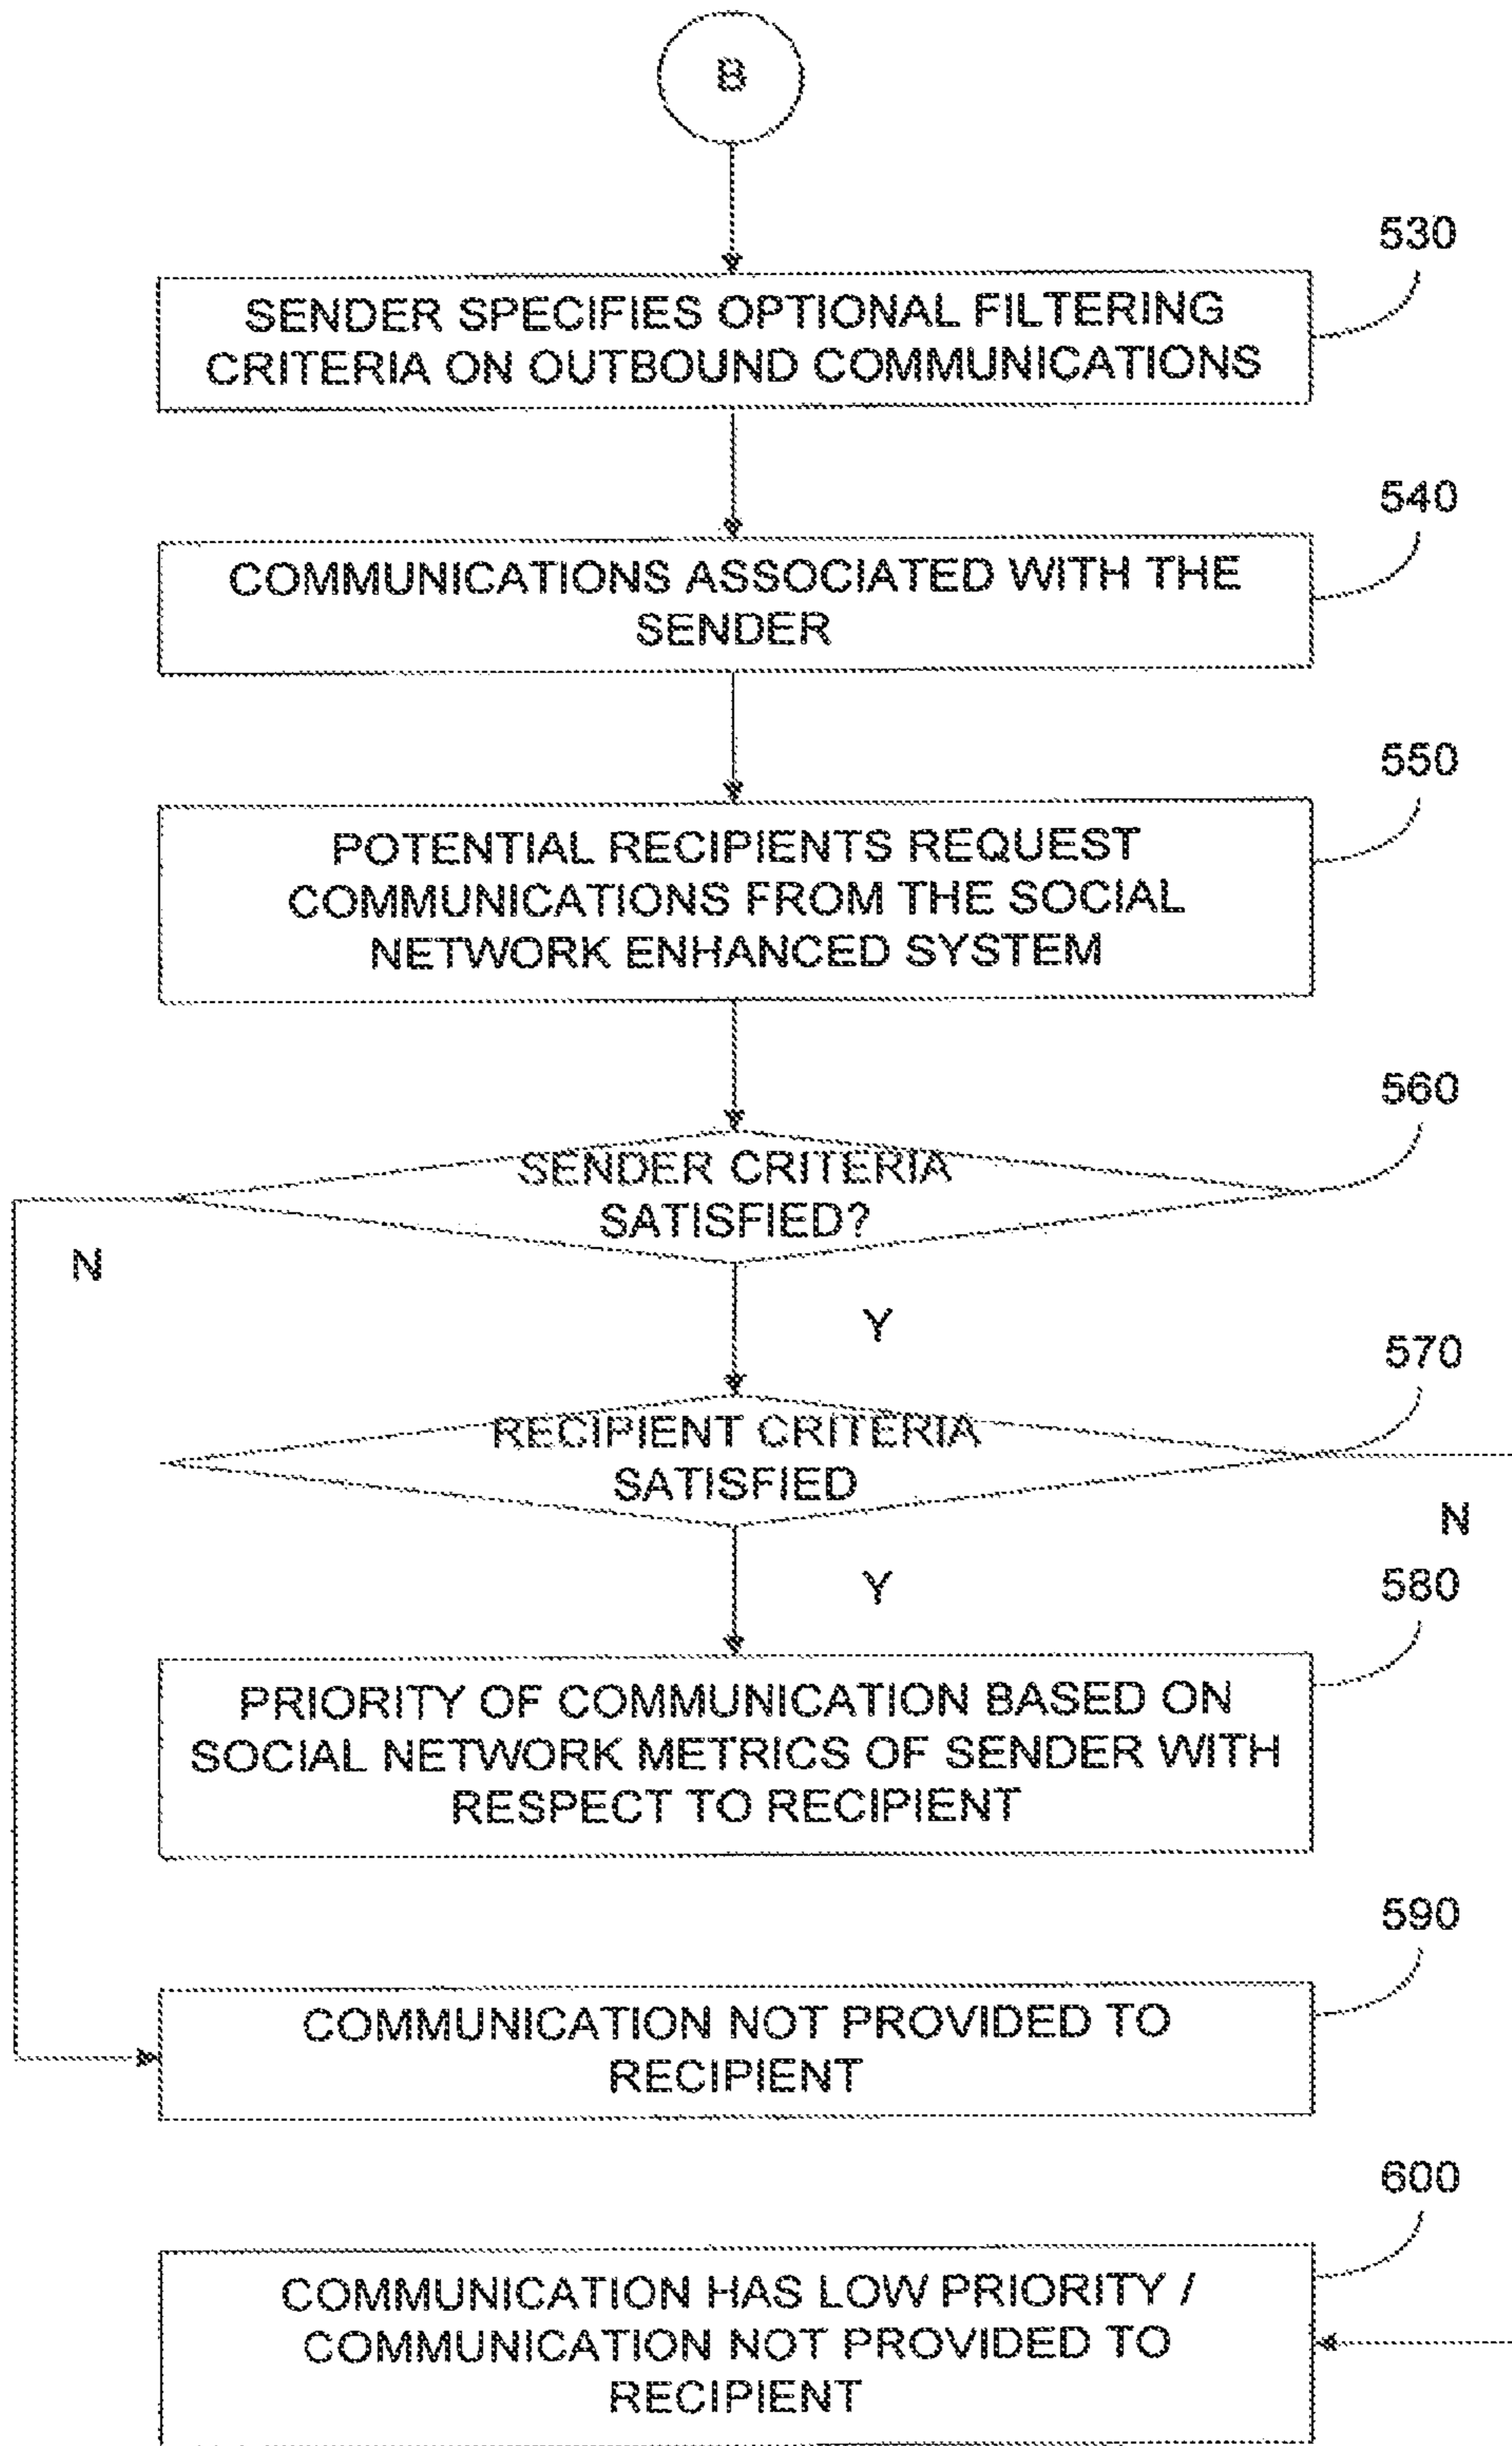 B
530
SENDER SPECIFIES OPTIONAL FILTERING
CRITERIA ON OUTBOUND COMMUNICATIONS
540
COMMUNICATIONS ASSOCIATED WITH THE
SENDER
550
POTENTIAL RECIPIENTS REQUEST
COMMUNICATIONS FROM THE SOCIAL
NETWORK ENHANCED SYSTEM
560
SENDER CRITERIA
SATISFIED?
N
Y
570
RECIPIENT CRITERIA
SATISFIED
N
Y
580
PRIORITY OF COMMUNICATION BASED ON
SOCIAL NETWORK METRICS OF SENDER WITH
RESPECT TO RECIPIENT
590
COMMUNICATION NOT PROVIDED TO
RECIPIENT
600
COMMUNICATION HAS LOW PRIORITY /
COMMUNICATION NOT PROVIDED TO
RECIPIENT